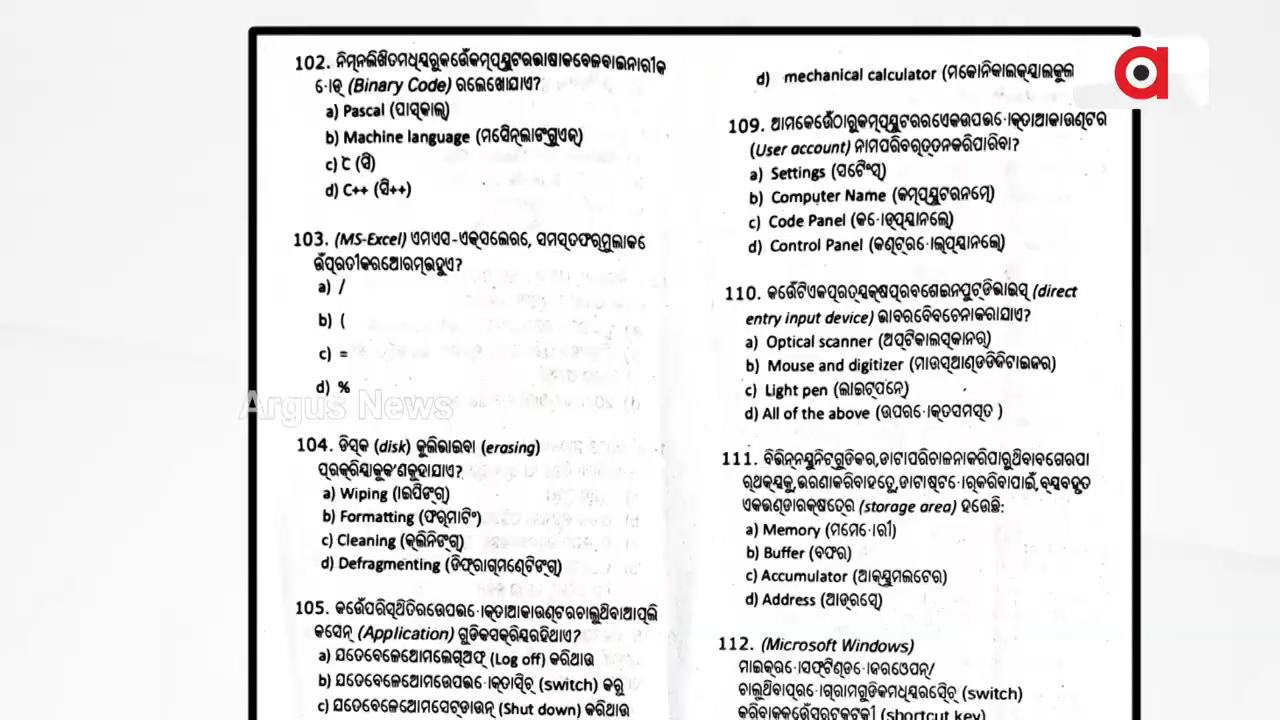 102. ନିମ୍ନଲିଖିତମଧ୍ୟରୁକେଉଁକମ୍ପ୍ୟୁଟରଭାଷାକେବଳବାଇନାରୀକ
ୋଡ୍ (Binary Code) ରଲେଖାଯାଏ?
a) Pascal (ପାସ୍କାଲ୍)
b) Machine language (ମେସିନ୍‌ଲାଙ୍ଗୁଏଜ୍)
c) C (ସି)
d) C++ (ସି++)
103. (MS-Excel) ଏମଏସ-ଏକ୍ସେଲରେ, ସମସ୍ତଫର୍ମୁଲାକେ
ଉଁପ୍ରତୀକରେଆରମ୍ଭହୁଏ?
a) /
b) (
c) =
d) %
104. ଡିସ୍କ (disk) କୁଲିଭାଇବା (erasing)
ପ୍ରକ୍ରିୟାକୁକ'ଣକୁହାଯାଏ?
a) Wiping (ୱାଇପିଙ୍ଗ୍)
b) Formatting (ଫର୍ମାଟିଂ)
c) Cleaning (କ୍ଲିନିଙ୍ଗ୍)
d) Defragmenting (ଡିଫ୍ରାଗ୍ମେଣ୍ଟିଙ୍ଗ୍)
105. କେଉଁପରିସ୍ଥିତିରେଉପଭୋକ୍ତାଆକାଉଣ୍ଟରଚାଲୁଥିବାଆପ୍ଲି
କେସନ୍ (Application) ଗୁଡିକସକ୍ରିୟରହିଥାଏ?
a) ଯେତେବେଳେଆମେଲଗ୍ଅଫ୍ (Log off) କରିଥାଉ
b) ଯେତେବେଳେଆମେଉପଭୋକ୍ତାସ୍ୱିଚ୍ (switch) କରୁ
c) ଯେତେବେଳେଆମେସଟ୍‌ଡାଉନ୍ (Shut down) କରିଥାଉ
d) mechanical calculator (ମେକାନିକାଲକ୍ୟାଲକୁଲ
109. ଆମେକେଉଁଠାରୁକମ୍ପ୍ୟୁଟରରେଏକଉପଭୋକ୍ତାଆକାଉଣ୍ଟର
(User account) ନାମପରିବର୍ତ୍ତନକରିପାରିବା?
a) Settings (ସେଟିଂସ୍)
b) Computer Name (କମ୍ପ୍ୟୁଟରନେମ୍)
c) Code Panel (କୋଡ୍‌ପ୍ୟାନେଲ୍)
d) Control Panel (କଣ୍ଟ୍ରୋଲ୍‌ପ୍ୟାନେଲ୍)
110. କେଉଁଟିଏକପ୍ରତ୍ୟକ୍ଷପ୍ରବେଶଇନପୁଟ୍‌ଡିଭାଇସ୍ (direct
entry input device) ଭାବରେବିବେଚନାକରାଯାଏ?
a) Optical scanner (ଅପ୍ଟିକାଲସ୍କାନର୍)
b) Mouse and digitizer (ମାଉସ୍‌ଆଣ୍ଡଡିଜିଟାଇଜର)
c) Light pen (ଲାଇଟ୍‌ପେନ୍)
d) All of the above (ଉପରୋକ୍ତସମସ୍ତ )
111. ବିଭିନ୍ନୟୁନିଟ୍‌ଗୁଡିକର,ଡାଟାପରିଚାଳନାକରିପାରୁଥିବାବେଗରପା
ର୍ଥକ୍ୟକୁ,ଭରଣାକରିବାହେତୁ,ଡାଟାଷ୍ଟୋର୍‌କରିବାପାଇଁ,ବ୍ୟବହୃତ
ଏକଭଣ୍ଡାରକ୍ଷେତ୍ର (storage area) ହେଉଛି:
a) Memory (ମେମୋରୀ)
b) Buffer (ବଫର)
c) Accumulator (ଆକ୍ୟୁମଲେଟର)
d) Address (ଆଡ୍ରେସ୍)
112. (Microsoft Windows)
ମାଇକ୍ରୋସଫ୍ଟୱିଣ୍ଡୋଜରେଓପନ୍/
ଚାଲୁଥିବାପ୍ରୋଗ୍ରାମଗୁଡିକମଧ୍ୟରେସ୍ୱିଚ୍ (switch)
କରିବାକୁକେଉଁସର୍ଟକଟ୍‌କୀ (shortcut key)
a
Argus News